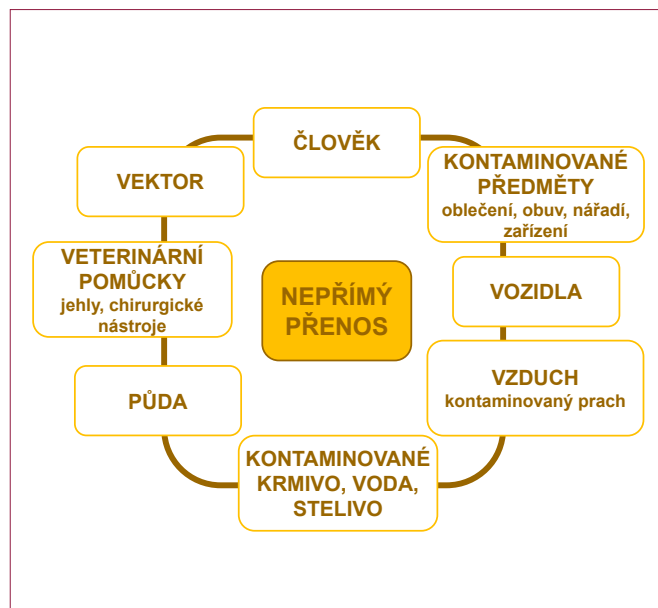 ČLOVĚK
KONTAMINOVANÉ
PŘEDMĚTY
oblečení, obuv, nářadí,
zařízení
VOZIDLA
VZDUCH
kontaminovaný prach
KONTAMINOVANÉ
KRMIVO, VODA,
STELIVO
PŮDA
VETERINÁRNÍ
POMŮCKY
jehly, chirurgické
nástroje
VEKTOR
NEPŘÍMÝ
PŘENOS